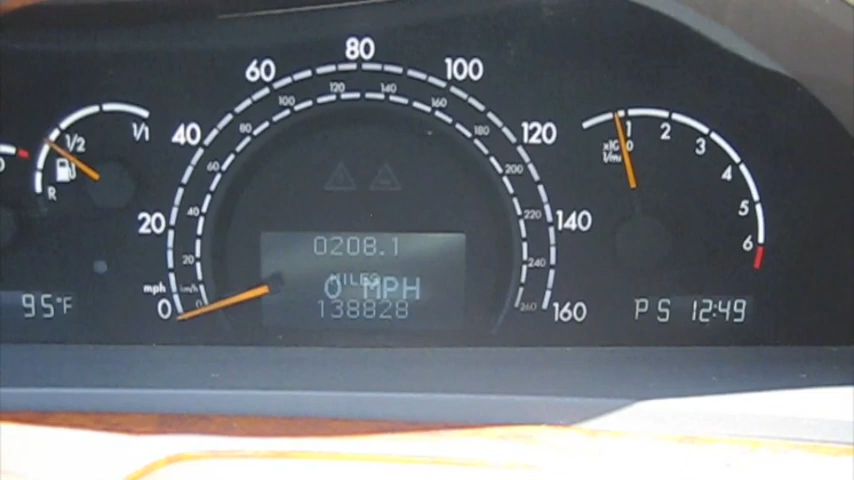 80
60 100
120 140
100 160
1/1 1/2 R
40 80 180 120
60 200
20 40 220 140
20 240
mph km/h
0 0 260 160
0208.1
MILES
0 MPH
138828
95°F
1 2 3 4 5 6
P S 12:49